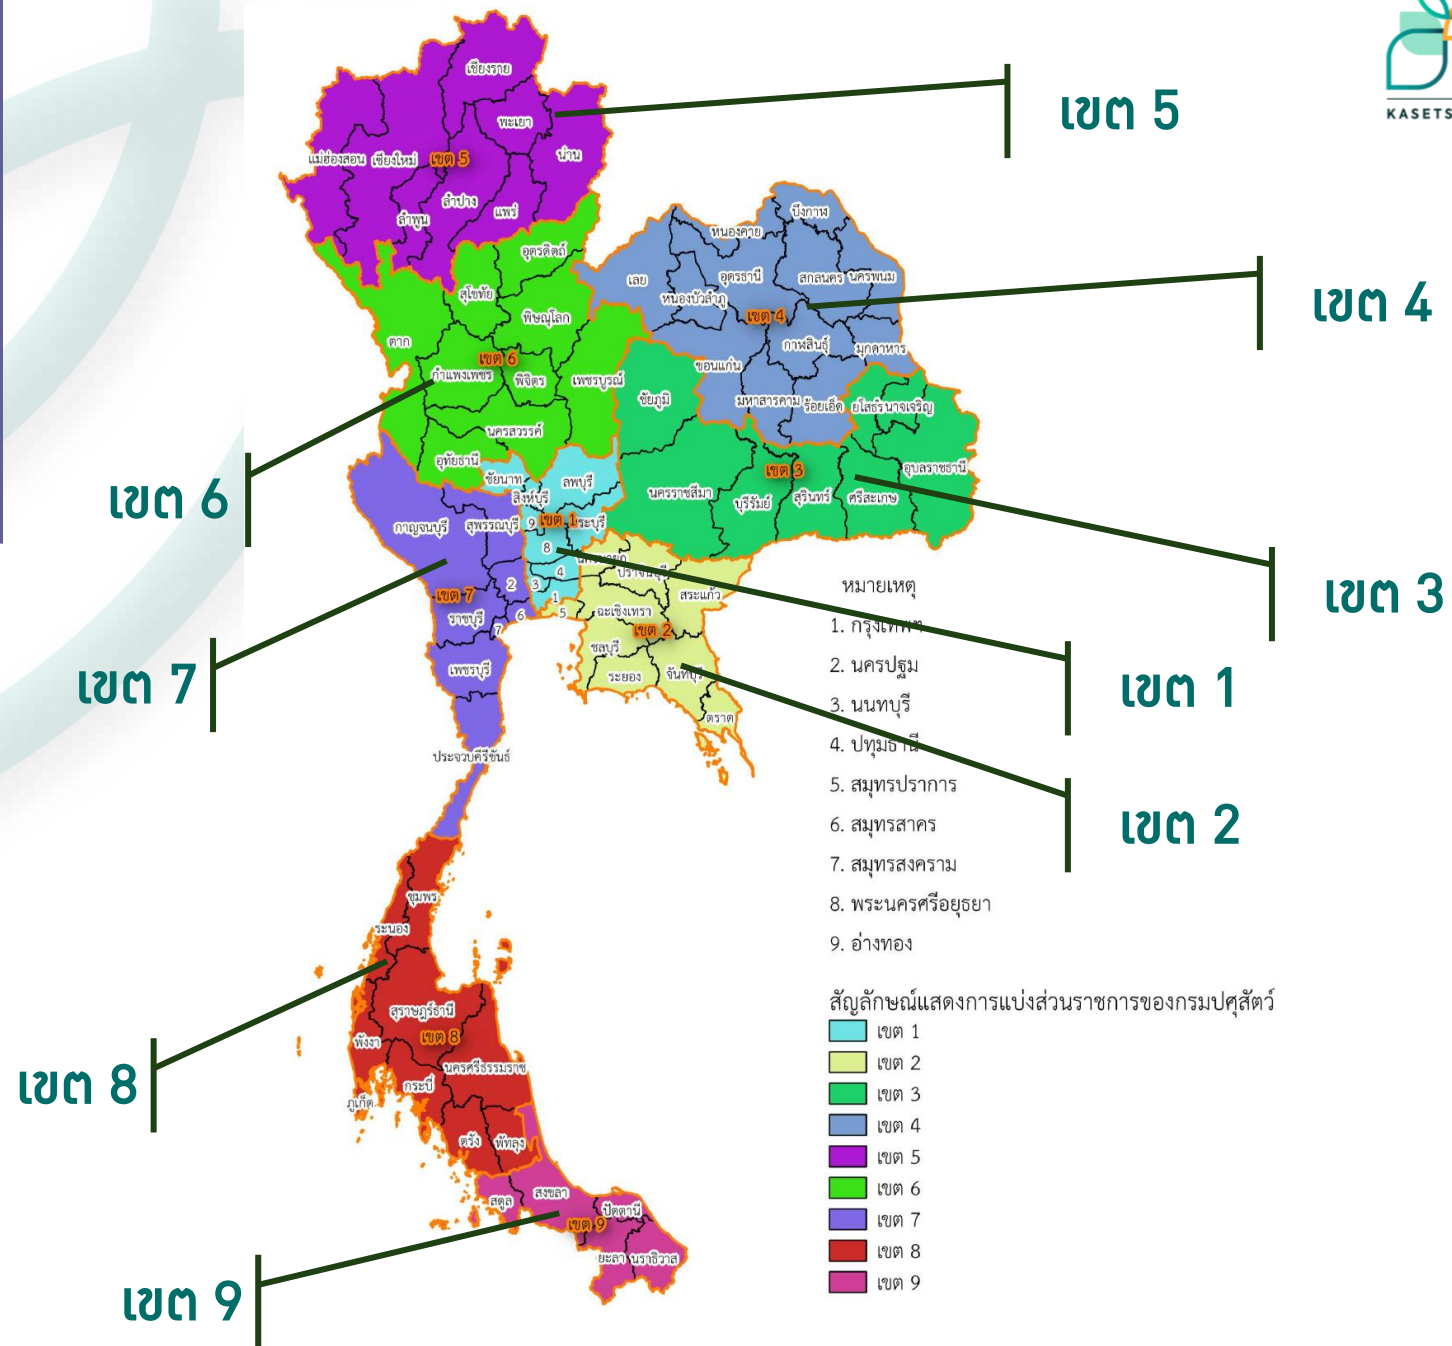 KASETS
เขต 5
เขต 4
เขต 3
เขต 1
เขต 2
เขต 6
เขต 7
เขต 8
เขต 9
เชียงราย
พะเยา
น่าน
แม่ฮ่องสอน
เชียงใหม่
เขต 5
ลำปาง
ลำพูน
แพร่
อุตรดิตถ์
สุโขทัย
พิษณุโลก
ตาก
เขต 6
กำแพงเพชร
พิจิตร
เพชรบูรณ์
นครสวรรค์
อุทัยธานี
บึงกาฬ
หนองคาย
เลย
อุดรธานี
สกลนคร
นครพนม
หนองบัวลำภู
เขต 4
กาฬสินธุ์
มุกดาหาร
ขอนแก่น
มหาสารคาม
ร้อยเอ็ด
ชัยภูมิ
ยโสธร
นาจเจริญ
เขต 3
อุบลราชธานี
นครราชสีมา
บุรีรัมย์
สุรินทร์
ศรีสะเกษ
ชัยนาท
ลพบุรี
สิงห์บุรี
9
เขต 1
ระบุรี
8
4
3
1
กาญจนบุรี
สุพรรณบุรี
2
เขต 7
ราชบุรี
6
7
เพชรบุรี
ประจวบคีรีขันธ์
ปราจีนบุรี
สระแก้ว
5
ฉะเชิงเทรา
เขต 2
ชลบุรี
ระยอง
จันทบุรี
ตราด
ชุมพร
ระนอง
สุราษฎร์ธานี
เขต 8
พังงา
นครศรีธรรมราช
กระบี่
ภูเก็ต
ตรัง
พัทลุง
สตูล
สงขลา
ปัตตานี
เขต 9
ยะลา
นราธิวาส
หมายเหตุ
1. กรุงเทพฯ
2. นครปฐม
3. นนทบุรี
4. ปทุมธานี
5. สมุทรปราการ
6. สมุทรสาคร
7. สมุทรสงคราม
8. พระนครศรีอยุธยา
9. อ่างทอง
สัญลักษณ์แสดงการแบ่งส่วนราชการของกรมปศุสัตว์
เขต 1
เขต 2
เขต 3
เขต 4
เขต 5
เขต 6
เขต 7
เขต 8
เขต 9